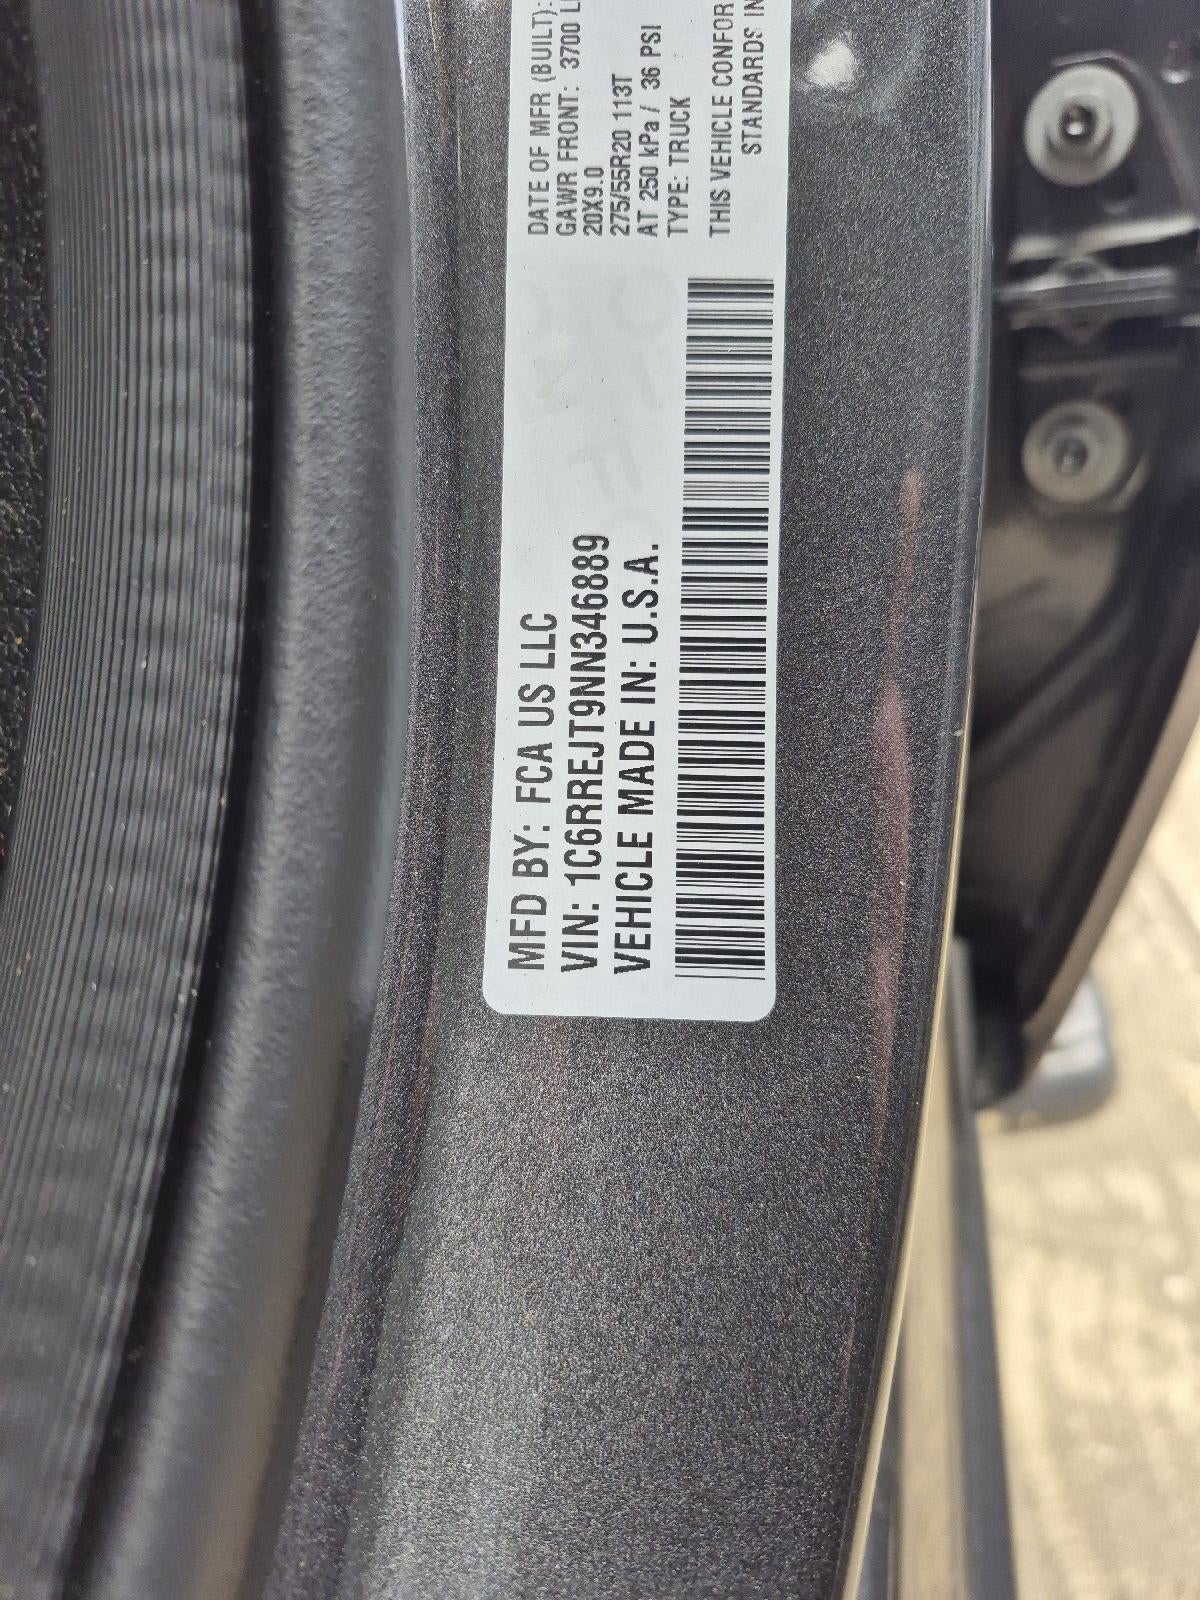 MFD BY: FCA US LLC
VIN: 1C6RREJT9NN346889
VEHICLE MADE IN: U.S.A.
DATE OF MFR (BUILT):
GAWR FRONT: 3700
20X9.0
275/55R20 113T
AT 250 kPa / 36 PSI
TYPE: TRUCK
THIS VEHICLE CONFOR
STANDARDS IN